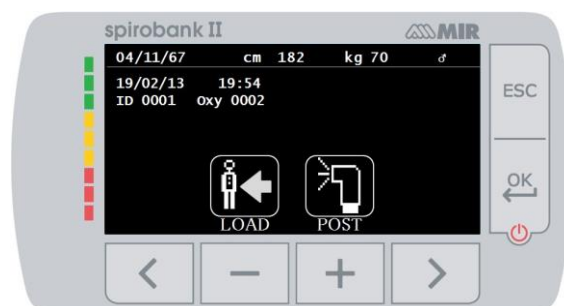 spirobank II MIR
04/11/67 cm 182 kg 70 ♂
19/02/13 19:54
ID 0001 Oxy 0002
ESC
LOAD POST
OK
< − + >